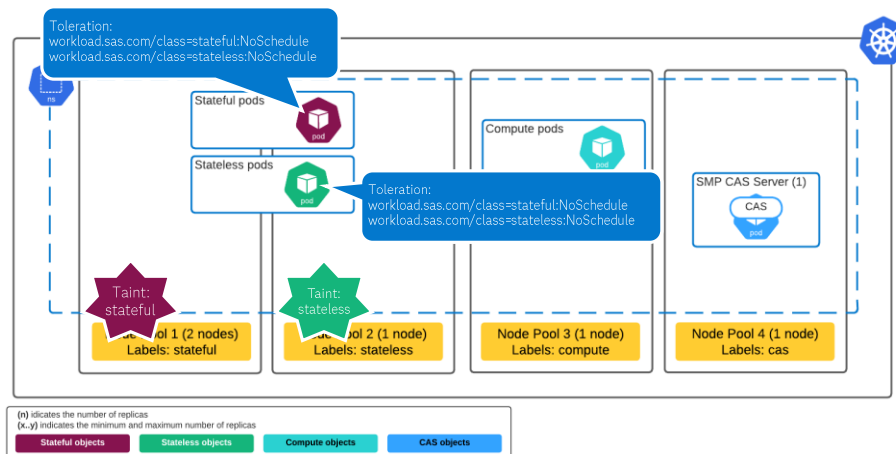 Toleration:
workload.sas.com/class=stateful:NoSchedule
workload.sas.com/class=stateless:NoSchedule
ns
Stateful pods
pod
Stateless pods
pod
Compute pods
pod
Toleration:
workload.sas.com/class=stateful:NoSchedule
workload.sas.com/class=stateless:NoSchedule
SMP CAS Server (1)
CAS
pod
Taint:
stateful
Taint:
stateless
Pool 1 (2 nodes)
Labels: stateful
Pool 2 (1 node)
Labels: stateless
Node Pool 3 (1 node)
Labels: compute
Node Pool 4 (1 node)
Labels: cas
(n) idicates the number of replicas
(x..y) indicates the minimum and maximum number of replicas
Stateful objects
Stateless objects
Compute objects
CAS objects